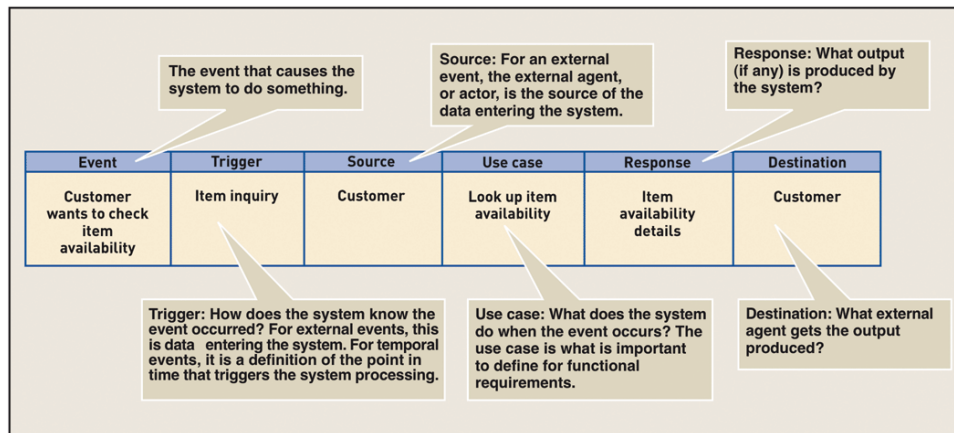 The event that causes the
system to do something.
Source: For an external
event, the external agent,
or actor, is the source of the
data entering the system.
Response: What output
(if any) is produced by
the system?
Event
Trigger
Source
Use case
Response
Destination
Customer
wants to check
item
availability
Item inquiry
Customer
Look up item
availability
Item
availability
details
Customer
Trigger: How does the system know the
event occurred? For external events, this
is data entering the system. For temporal
events, it is a definition of the point in
time that triggers the system processing.
Use case: What does the system
do when the event occurs? The
use case is what is important
to define for functional
requirements.
Destination: What external
agent gets the output
produced?